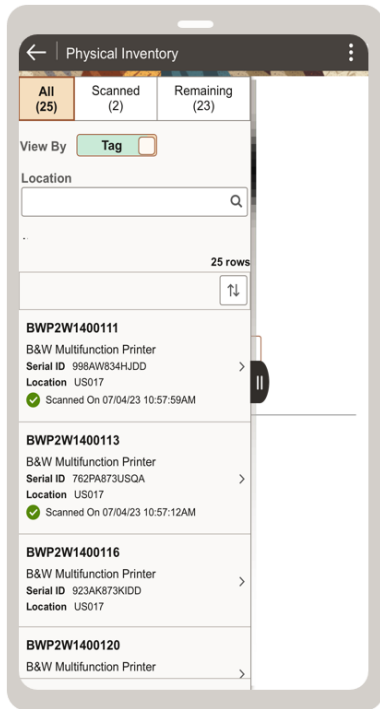 Physical Inventory
All
(25)
Scanned
(2)
Remaining
(23)
View By
Tag
Location
25 rows
BWP2W1400111
B&W Multifunction Printer
Serial ID 998AW834HJDD
Location US017
Scanned On 07/04/23 10:57:59AM
BWP2W1400113
B&W Multifunction Printer
Serial ID 762PA873USQA
Location US017
Scanned On 07/04/23 10:57:12AM
BWP2W1400116
B&W Multifunction Printer
Serial ID 923AK873KIDD
Location US017
BWP2W1400120
B&W Multifunction Printer